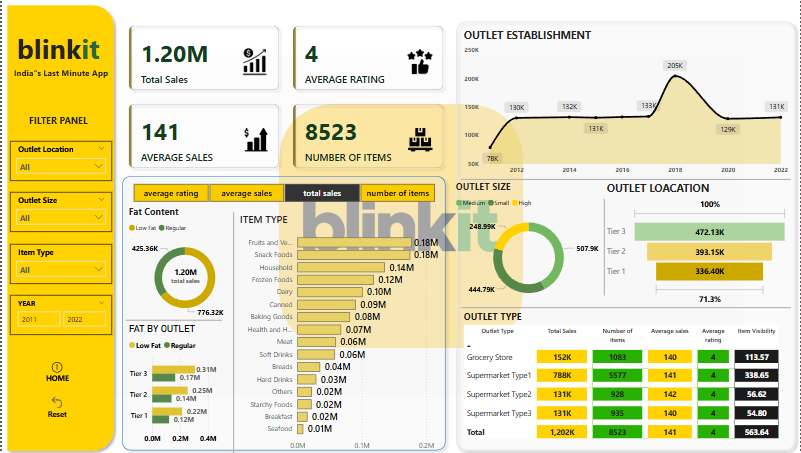 blinkit
India"s Last Minute App
FILTER PANEL
Outlet Location
All
Outlet Size
All
Item Type
All
YEAR
2011 2022
HOME
Reset
1.20M
Total Sales
4
AVERAGE RATING
141
AVERAGE SALES
8523
NUMBER OF ITEMS
average rating average sales total sales number of items
Fat Content
Low Fat Regular
425.36K
1.20M
total sales
776.32K
FAT BY OUTLET
Low Fat Regular
Tier 3 0.31M
0.17M
Tier 2 0.25M
0.14M
Tier 1 0.22M
0.12M
0.0M 0.2M 0.4M
ITEM TYPE
blinkit
Fruits and Ve... 0.18M
Snack Foods 0.18M
Household 0.14M
Frozen Foods 0.12M
Dairy 0.10M
Canned 0.09M
Baking Goods 0.08M
Health and H... 0.07M
Meat 0.06M
Soft Drinks 0.06M
Breads 0.04M
Hard Drinks 0.03M
Others 0.02M
Starchy Foods 0.02M
Breakfast 0.02M
Seafood 0.01M
0.0M 0.1M 0.2M
OUTLET ESTABLISHMENT
250K
200K
150K
100K
50K
78K 130K 132K 131K 133K 205K 129K 131K
2012 2014 2016 2018 2020 2022
OUTLET SIZE
Medium Small High
248.99K
507.9K
444.79K
OUTLET LOACATION
100%
Tier 3 472.13K
Tier 2 393.15K
Tier 1 336.40K
71.3%
OUTLET TYPE
Outlet Type Total Sales Number of items Average sales Average rating Item Visibility
Grocery Store 152K 1083 140 4 113.57
Supermarket Type1 788K 5577 141 4 338.65
Supermarket Type2 131K 928 142 4 56.62
Supermarket Type3 131K 935 140 4 54.80
Total 1,202K 8523 141 4 563.64